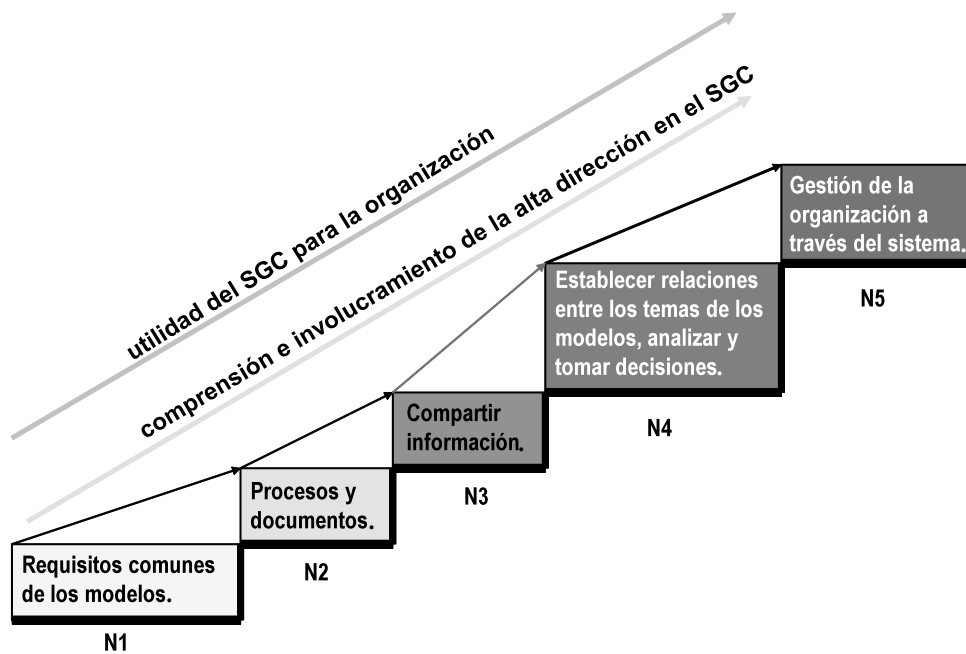 utilidad del SGC para la organización
comprensión e involucramiento de la alta dirección en el SGC
Gestión de la
organización a
través del sistema.
N5
Establecer relaciones
entre los temas de los
modelos, analizar y
tomar decisiones.
N4
Compartir
información.
N3
Procesos y
documentos.
N2
Requisitos comunes
de los modelos.
N1